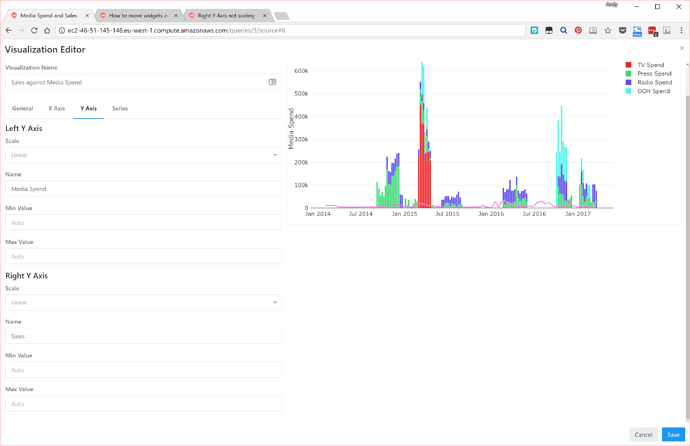 Media Spend and Sales
How to move widgets a
Right Y Axis not scaling
Andy
ec2-46-51-145-146.eu-west-1.compute.amazonaws.com/queries/3/source#6
Visualization Editor
Visualization Name
Sales against Media Spend
General
X Axis
Y Axis
Series
Left Y Axis
Scale
Linear
Name
Media Spend
Min Value
Auto
Max Value
Auto
Right Y Axis
Scale
Linear
Name
Sales
Min Value
Auto
Max Value
Auto
Media Spend
600k
500k
400k
300k
200k
100k
0
Jan 2014
Jul 2014
Jan 2015
Jul 2015
Jan 2016
Jul 2016
Jan 2017
TV Spend
Press Spend
Radio Spend
OOH Spend
Cancel
Save